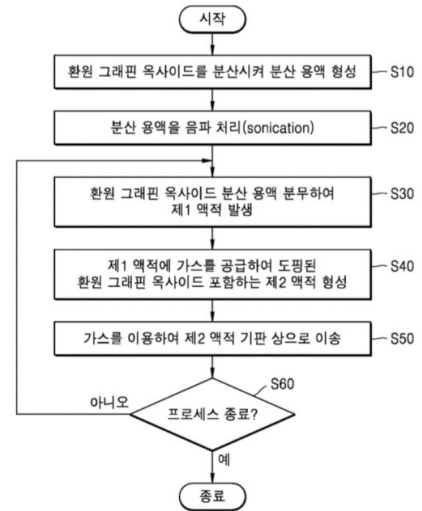 시작
환원 그래핀 옥사이드를 분산시켜 분산 용액 형성
S10
분산 용액을 음파 처리(sonication)
S20
환원 그래핀 옥사이드 분산 용액 분무하여
제1 액적 발생
S30
제1 액적에 가스를 공급하여 도핑된
환원 그래핀 옥사이드 포함하는 제2 액적 형성
S40
가스를 이용하여 제2 액적 기판 상으로 이송
S50
S60
아니오
프로세스 종료?
예
종료